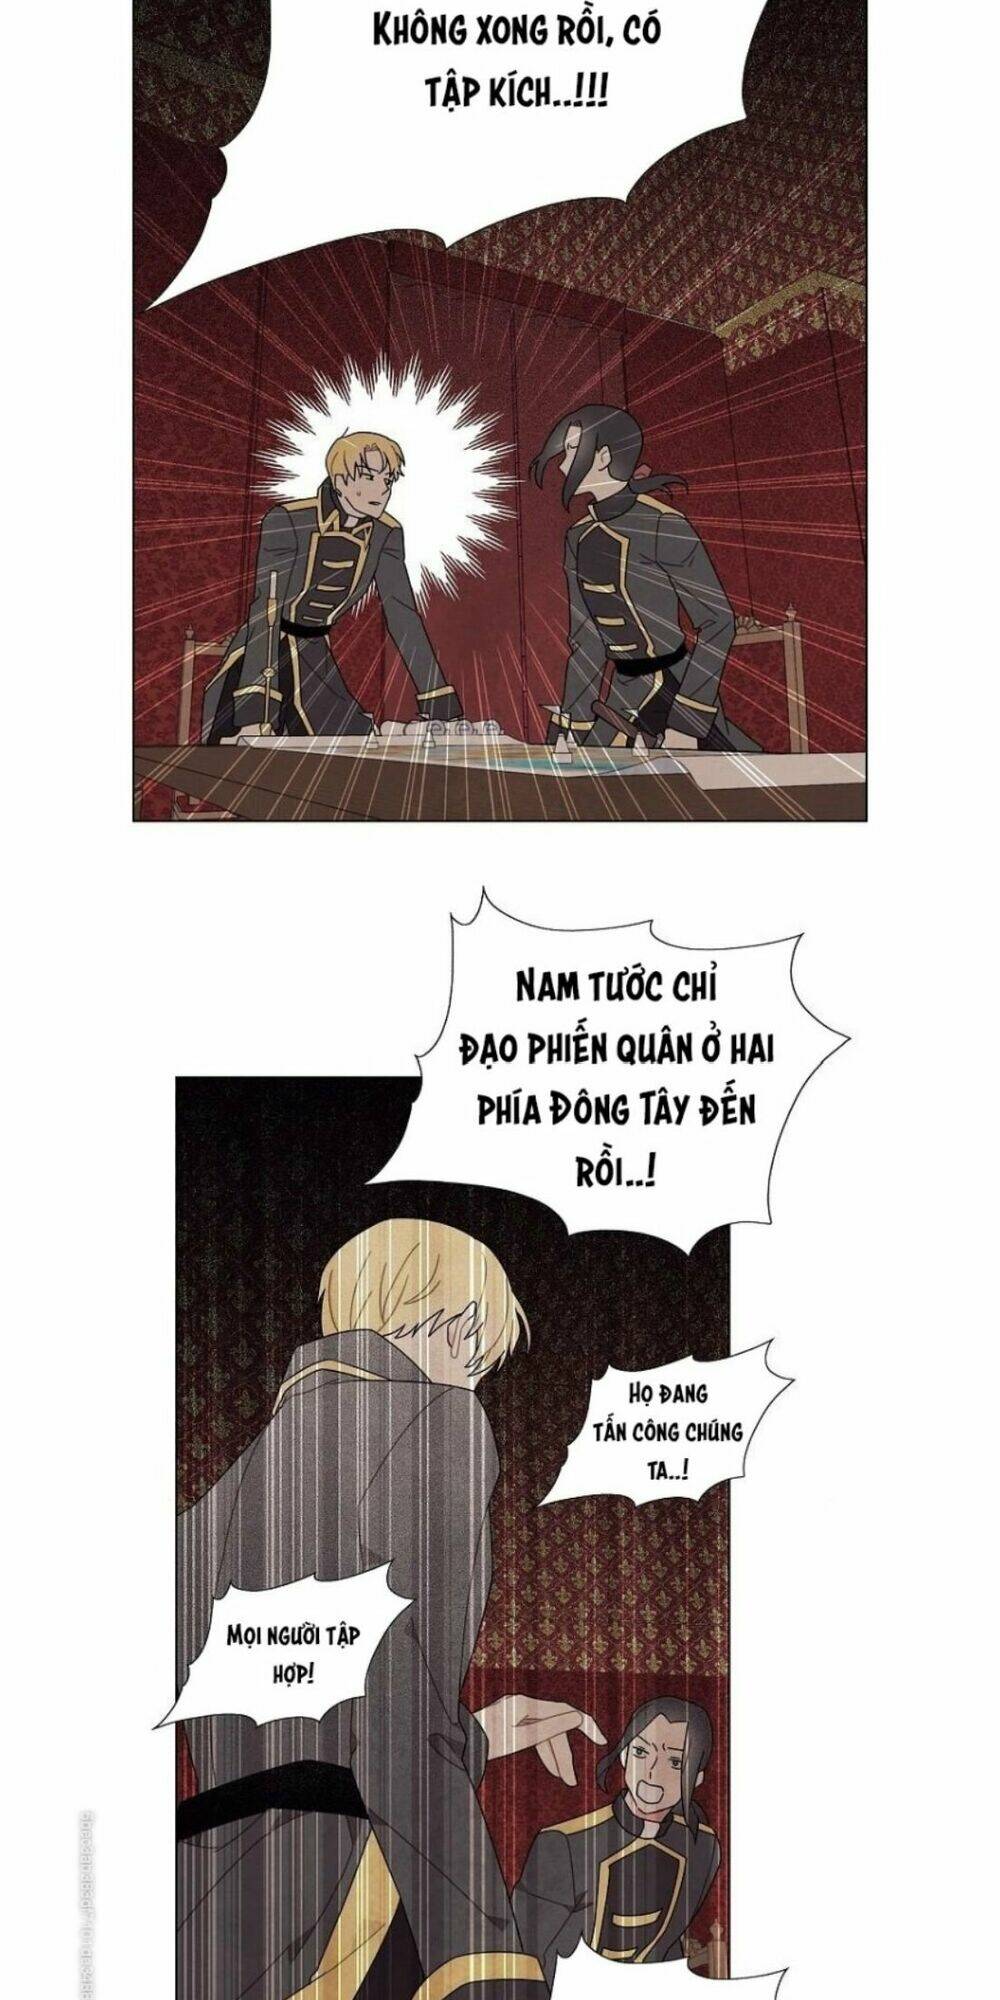 KHÔNG XONG RỒI, CÓ
TẬP KÍCH..!!!
NAM TƯỚC CHỈ
ĐẠO PHIẾN QUÂN Ở HAI
PHÍA ĐÔNG TÂY ĐẾN
RỒI..!
HỌ ĐANG
TẤN CÔNG CHÚNG
TA..!
MỌI NGƯỜI TẬP
HỢP!